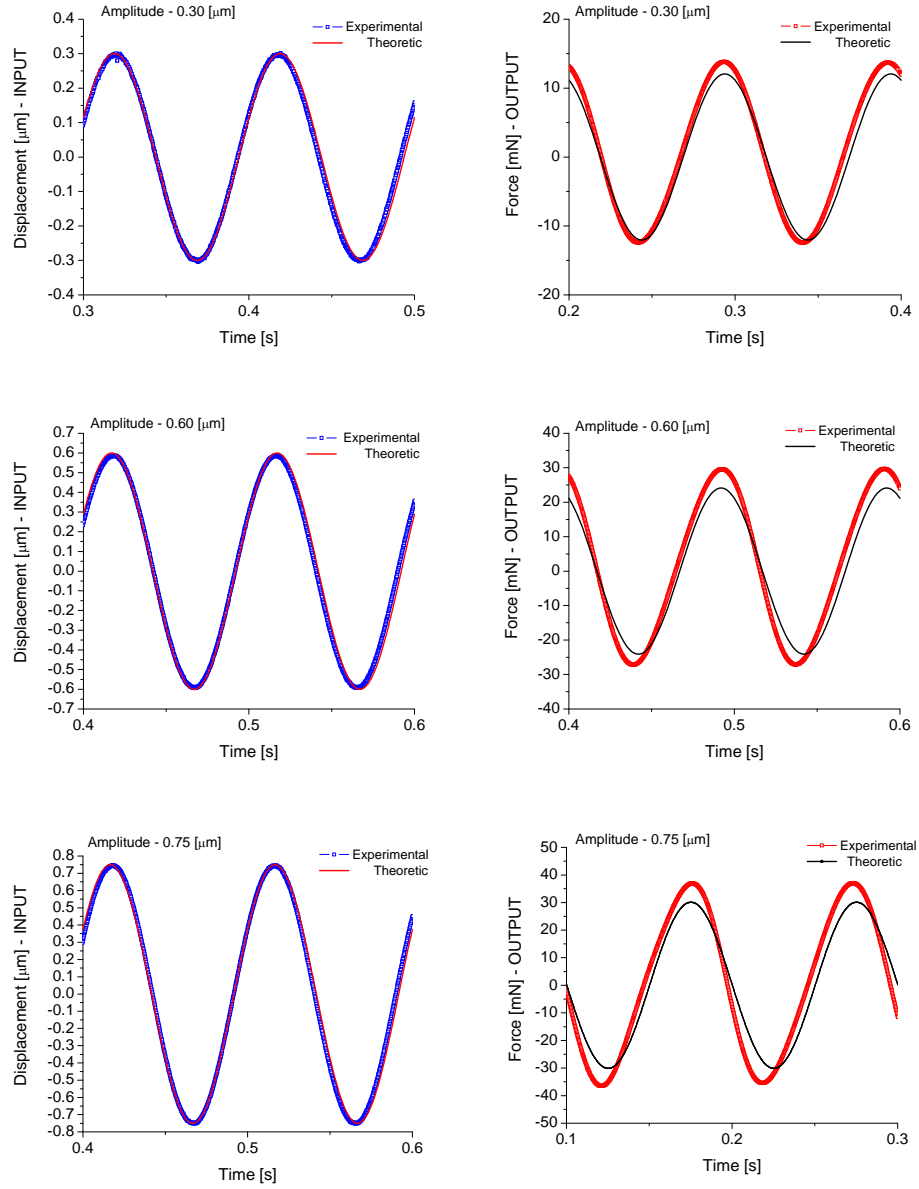 Amplitude - 0.30 [μm]
Experimental
Theoretic
Displacement [μm] - INPUT
0.4
0.3
0.2
0.1
0.0
-0.1
-0.2
-0.3
-0.4
0.3
0.4
0.5
Time [s]
Amplitude - 0.30 [μm]
Experimental
Theoretic
Force [mN] - OUTPUT
20
10
0
-10
-20
0.2
0.3
0.4
Time [s]
Amplitude - 0.60 [μm]
Experimental
Theoretic
Displacement [μm] - INPUT
0.7
0.6
0.5
0.4
0.3
0.2
0.1
0.0
-0.1
-0.2
-0.3
-0.4
-0.5
-0.6
-0.7
0.4
0.5
0.6
Time [s]
Amplitude - 0.60 [μm]
Experimental
Theoretic
Force [mN] - OUTPUT
40
30
20
10
0
-10
-20
-30
-40
0.4
0.5
0.6
Time [s]
Amplitude - 0.75 [μm]
Experimental
Theoretic
Displacement [μm] - INPUT
0.8
0.7
0.6
0.5
0.4
0.3
0.2
0.1
0.0
-0.1
-0.2
-0.3
-0.4
-0.5
-0.6
-0.7
-0.8
0.4
0.5
0.6
Time [s]
Amplitude - 0.75 [μm]
Experimental
Theoretic
Force [mN] - OUTPUT
50
40
30
20
10
0
-10
-20
-30
-40
-50
0.1
0.2
0.3
Time [s]